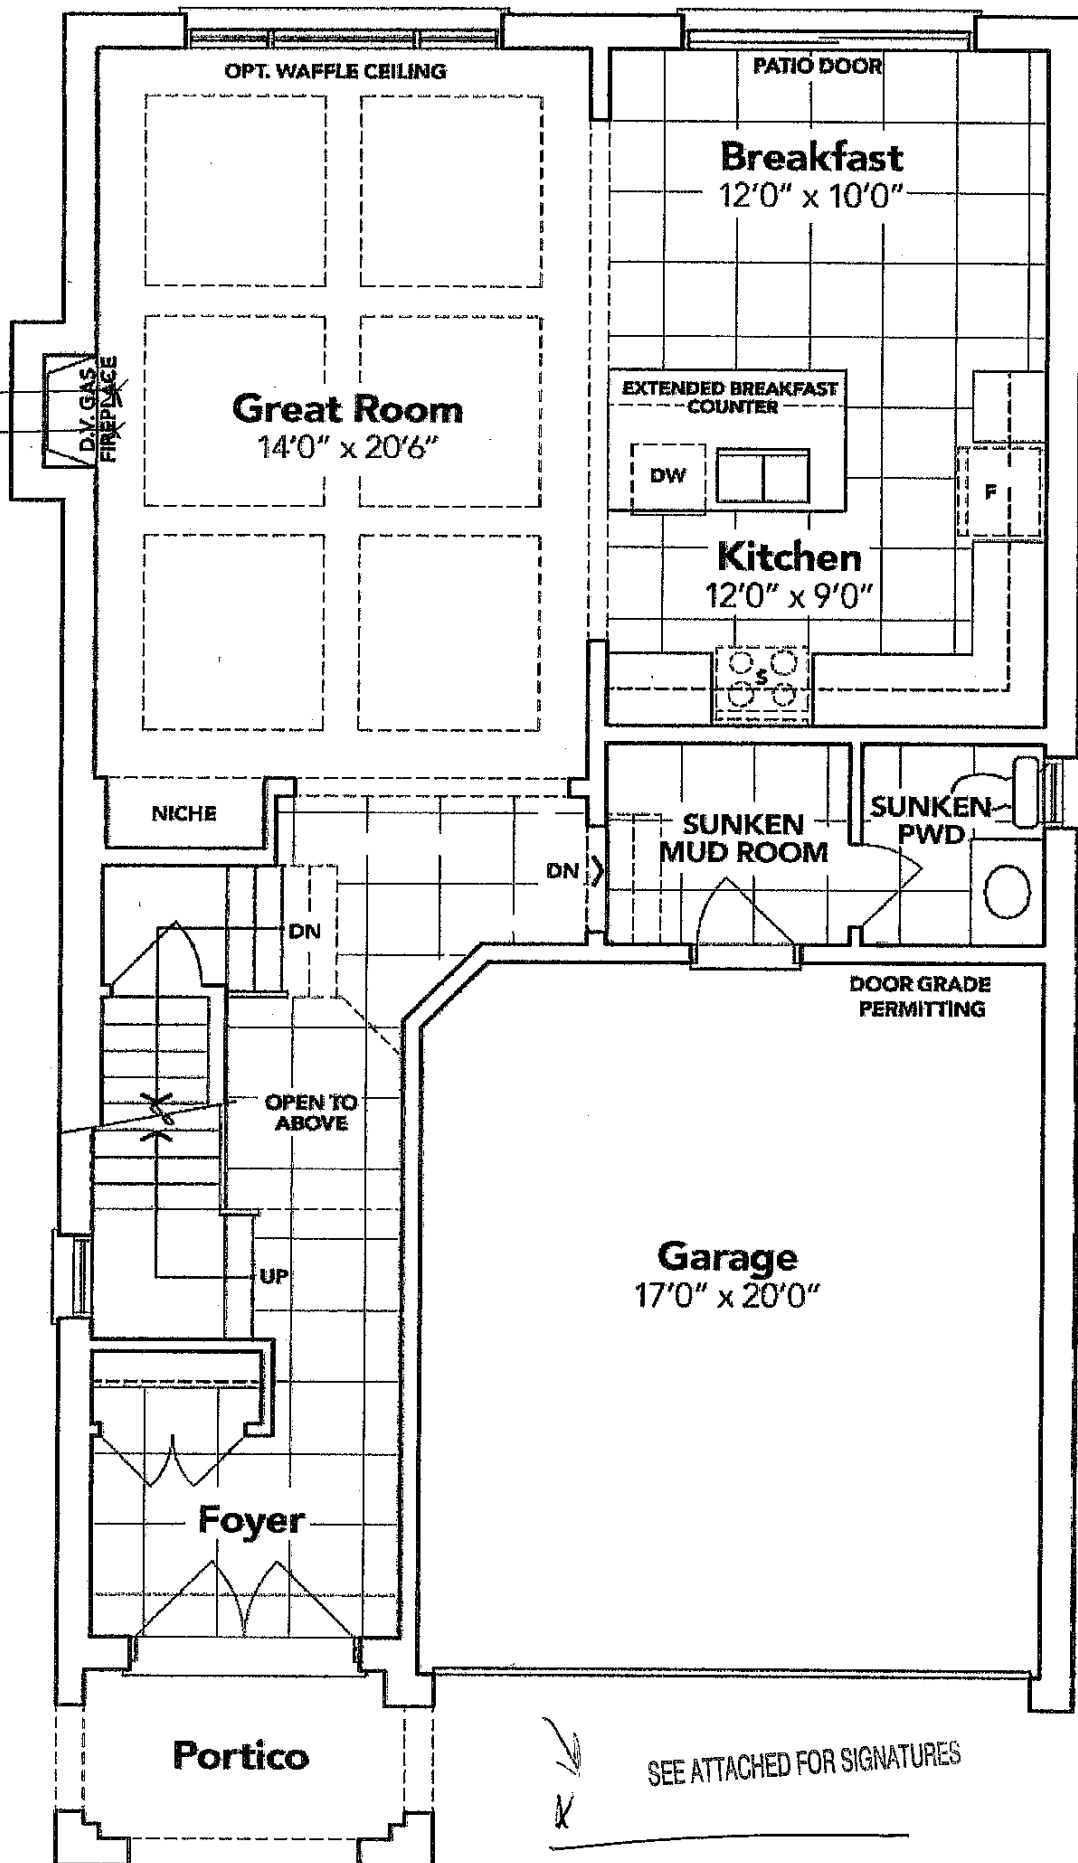 OPT. WAFFLE CEILING
PATIO DOOR
Breakfast
12'0" x 10'0"
D.V. GAS
FIREPLACE
Great Room
14'0" x 20'6"
EXTENDED BREAKFAST
COUNTER
DW
F
Kitchen
12'0" x 9'0"
S
NICHE
SUNKEN
MUD ROOM
SUNKEN
PWD
DN
DN
DOOR GRADE
PERMITTING
OPEN TO
ABOVE
UP
Garage
17'0" x 20'0"
Foyer
Portico
SEE ATTACHED FOR SIGNATURES
X